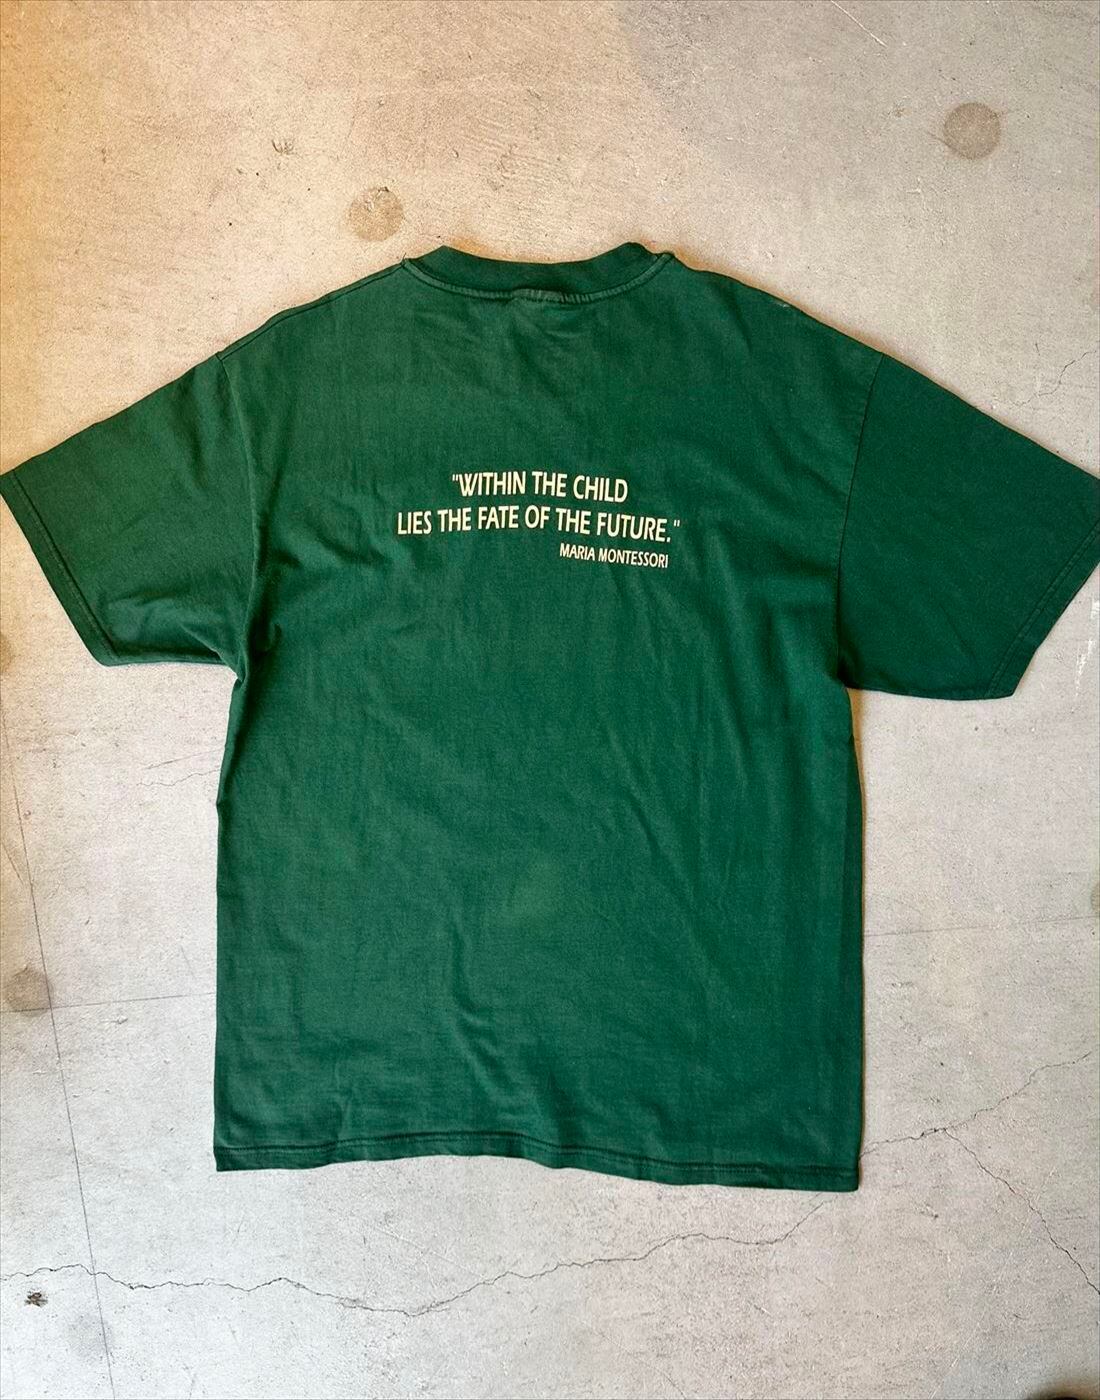 "WITHIN THE CHILD
LIES THE FATE OF THE FUTURE."
MARIA MONTESSORI